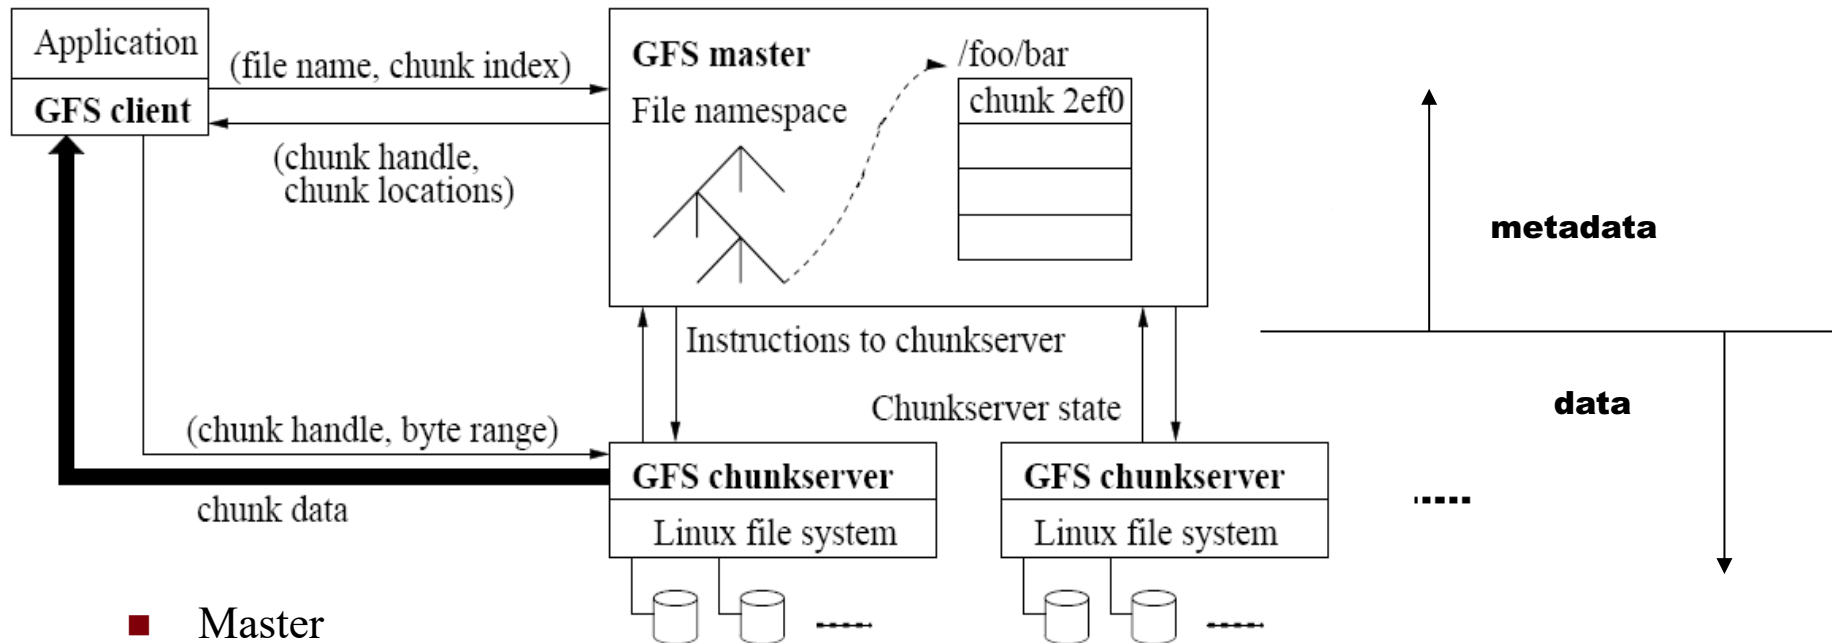 Application
GFS client
(file name, chunk index)
(chunk handle,
chunk locations)
GFS master
File namespace
/foo/bar
chunk 2ef0
metadata
Instructions to chunkserver
Chunkserver state
data
(chunk handle, byte range)
chunk data
GFS chunkserver
Linux file system
GFS chunkserver
Linux file system
Master